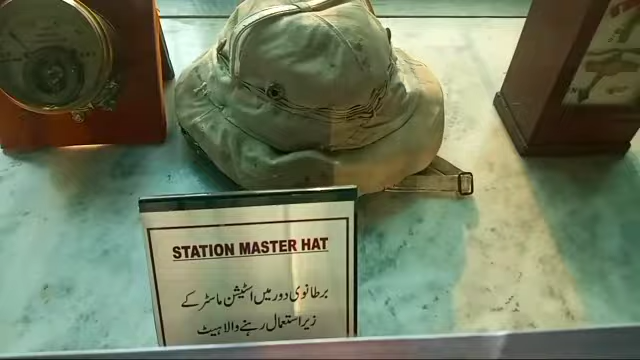 STATION MASTER HAT
برطانوی دور میں اسٹیشن ماسٹر کے
زیر استعمال رہنے والا ہیٹ